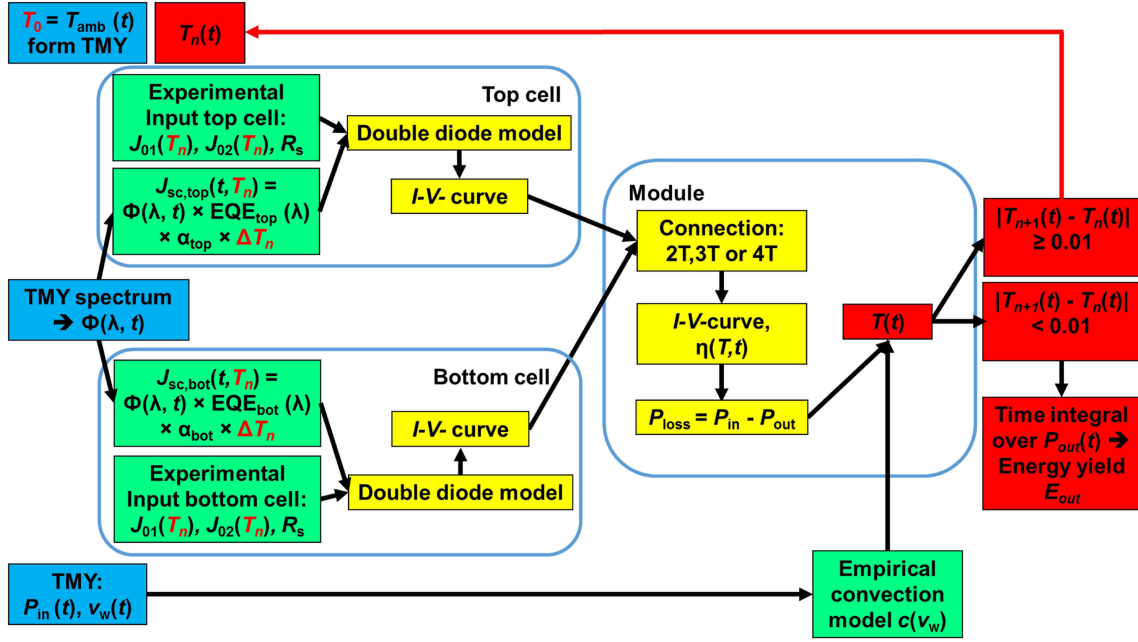 T₀ = Tamb (t)
form TMY
Tn(t)
Experimental
Input top cell:
J01(Tn), J02(Tn), Rs
Top cell
Double diode model
I-V- curve
Jsc,top(t,Tn) =
Φ(λ, t) × EQEtop (λ)
× αtop × ΔTn
TMY spectrum
➔ Φ(λ, t)
Jsc,bot(t,Tn) =
Φ(λ, t) × EQEbot (λ)
× αbot × ΔTn
Bottom cell
I-V- curve
Double diode model
Experimental
Input bottom cell:
J01(Tn), J02(Tn), Rs
Module
Connection:
2T,3T or 4T
I-V-curve,
η(T,t)
Ploss = Pin - Pout
T(t)
|Tn+1(t) - Tn(t)|
≥ 0.01
|Tn+1(t) - Tn(t)|
< 0.01
Time integral
over Pout(t) ➔
Energy yield
Eout
TMY:
Pin (t), vw(t)
Empirical
convection
model c(vw)